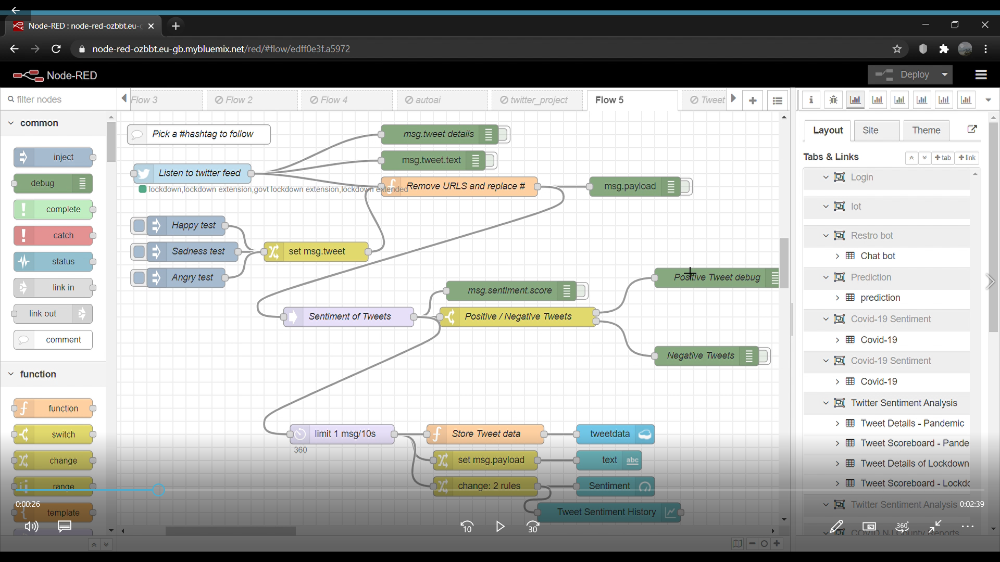 Node-RED : node-red-ozbbt.eu-g
node-red-ozbbt.eu-gb.mybluemix.net/red/#flow/edff0e3f.a5972
Node-RED
Deploy
filter nodes
Flow 3
Flow 2
Flow 4
autoai
twitter_project
Flow 5
Tweet
common
inject
debug
complete
catch
status
link in
link out
comment
function
function
switch
change
range
template
Pick a #hashtag to follow
msg.tweet details
msg.tweet.text
Listen to twitter feed
lockdown,lockdown extension,govt lockdown extension,lockdown extended
Remove URLS and replace #
msg.payload
Happy test
Sadness test
Angry test
set msg.tweet
Positive Tweet debug
msg.sentiment.score
Sentiment of Tweets
Positive / Negative Tweets
Negative Tweets
limit 1 msg/10s
360
Store Tweet data
tweetdata
set msg.payload
text
abc
change: 2 rules
Sentiment
Tweet Sentiment History
Layout
Site
Theme
Tabs & Links
+ tab
+ link
Login
Iot
Restro bot
Chat bot
Prediction
prediction
Covid-19 Sentiment
Covid-19
Covid-19 Sentiment
Covid-19
Twitter Sentiment Analysis
Tweet Details - Pandemic
Tweet Scoreboard - Pande
Tweet Details of Lockdown
Tweet Scoreboard - Lockdo
Twitter Sentiment Analysis
COVID NJ County Reports
0:00:26
0:02:39
10
30
360°